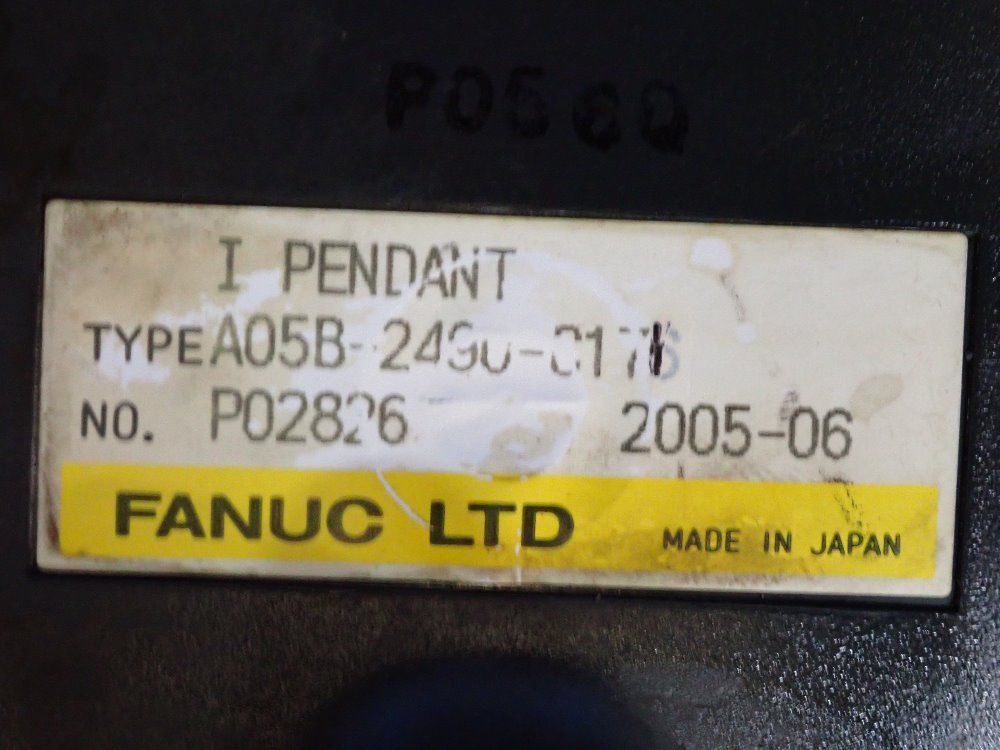 I PENDANT
TYPE
NO. P02826 2005-06
FANUC LTD MADE IN JAPAN